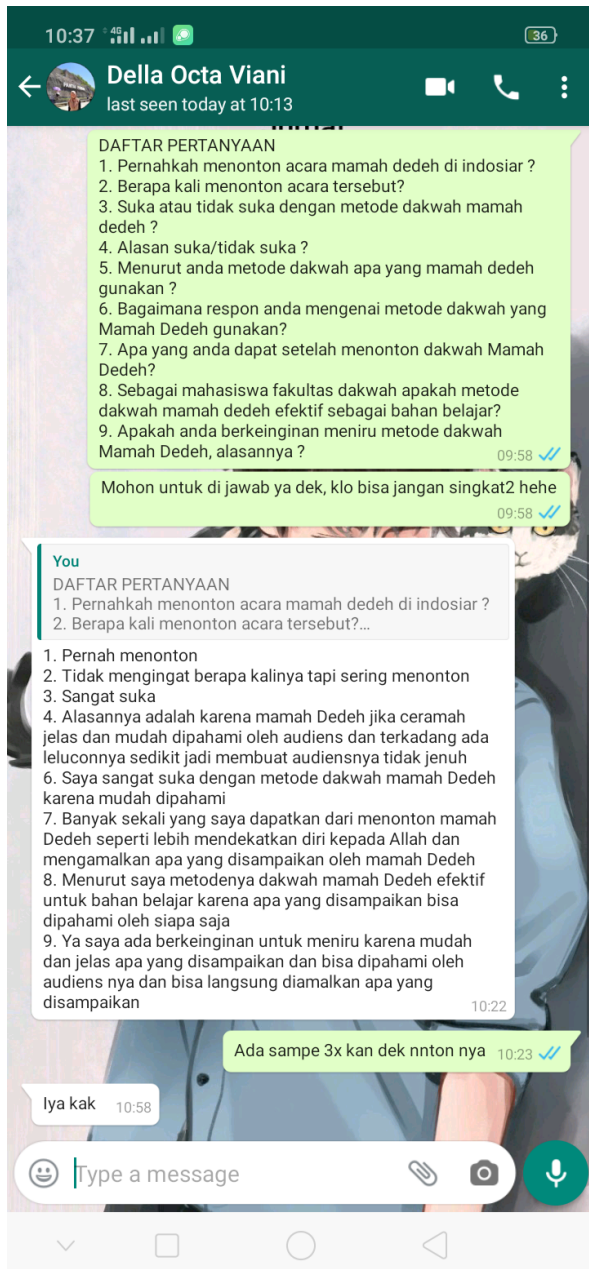 10:37 4G 36
Della Octa Viani
last seen today at 10:13
DAFTAR PERTANYAAN
1. Pernahkah menonton acara mamah dedeh di indosiar ?
2. Berapa kali menonton acara tersebut?
3. Suka atau tidak suka dengan metode dakwah mamah
dedeh ?
4. Alasan suka/tidak suka ?
5. Menurut anda metode dakwah apa yang mamah dedeh
gunakan ?
6. Bagaimana respon anda mengenai metode dakwah yang
Mamah Dedeh gunakan?
7. Apa yang anda dapat setelah menonton dakwah Mamah
Dedeh?
8. Sebagai mahasiswa fakultas dakwah apakah metode
dakwah mamah dedeh efektif sebagai bahan belajar?
9. Apakah anda berkeinginan meniru metode dakwah
Mamah Dedeh, alasannya ?
09:58
Mohon untuk di jawab ya dek, klo bisa jangan singkat2 hehe
09:58
You
DAFTAR PERTANYAAN
1. Pernahkah menonton acara mamah dedeh di indosiar ?
2. Berapa kali menonton acara tersebut?...
1. Pernah menonton
2. Tidak mengingat berapa kalinya tapi sering menonton
3. Sangat suka
4. Alasannya adalah karena mamah Dedeh jika ceramah
jelas dan mudah dipahami oleh audiens dan terkadang ada
leluconnya sedikit jadi membuat audiensnya tidak jenuh
6. Saya sangat suka dengan metode dakwah mamah Dedeh
karena mudah dipahami
7. Banyak sekali yang saya dapatkan dari menonton mamah
Dedeh seperti lebih mendekatkan diri kepada Allah dan
mengamalkan apa yang disampaikan oleh mamah Dedeh
8. Menurut saya metodenya dakwah mamah Dedeh efektif
untuk bahan belajar karena apa yang disampaikan bisa
dipahami oleh siapa saja
9. Ya saya ada berkeinginan untuk meniru karena mudah
dan jelas apa yang disampaikan dan bisa dipahami oleh
audiens nya dan bisa langsung diamalkan apa yang
disampaikan
10:22
Ada sampe 3x kan dek nnton nya 10:23
Iya kak 10:58
Type a message